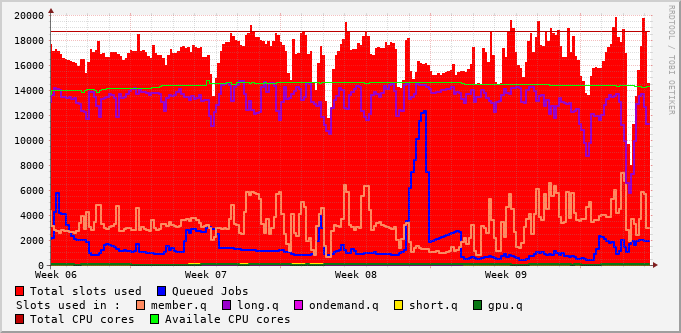 20000
18000
16000
14000
12000
10000
8000
6000
4000
2000
0
Week 06 Week 07 Week 08 Week 09
RRDTOOL / TOBI OETIKER
Total slots used Queued Jobs
Slots used in : member.q long.q ondemand.q short.q gpu.q
Total CPU cores Availale CPU cores